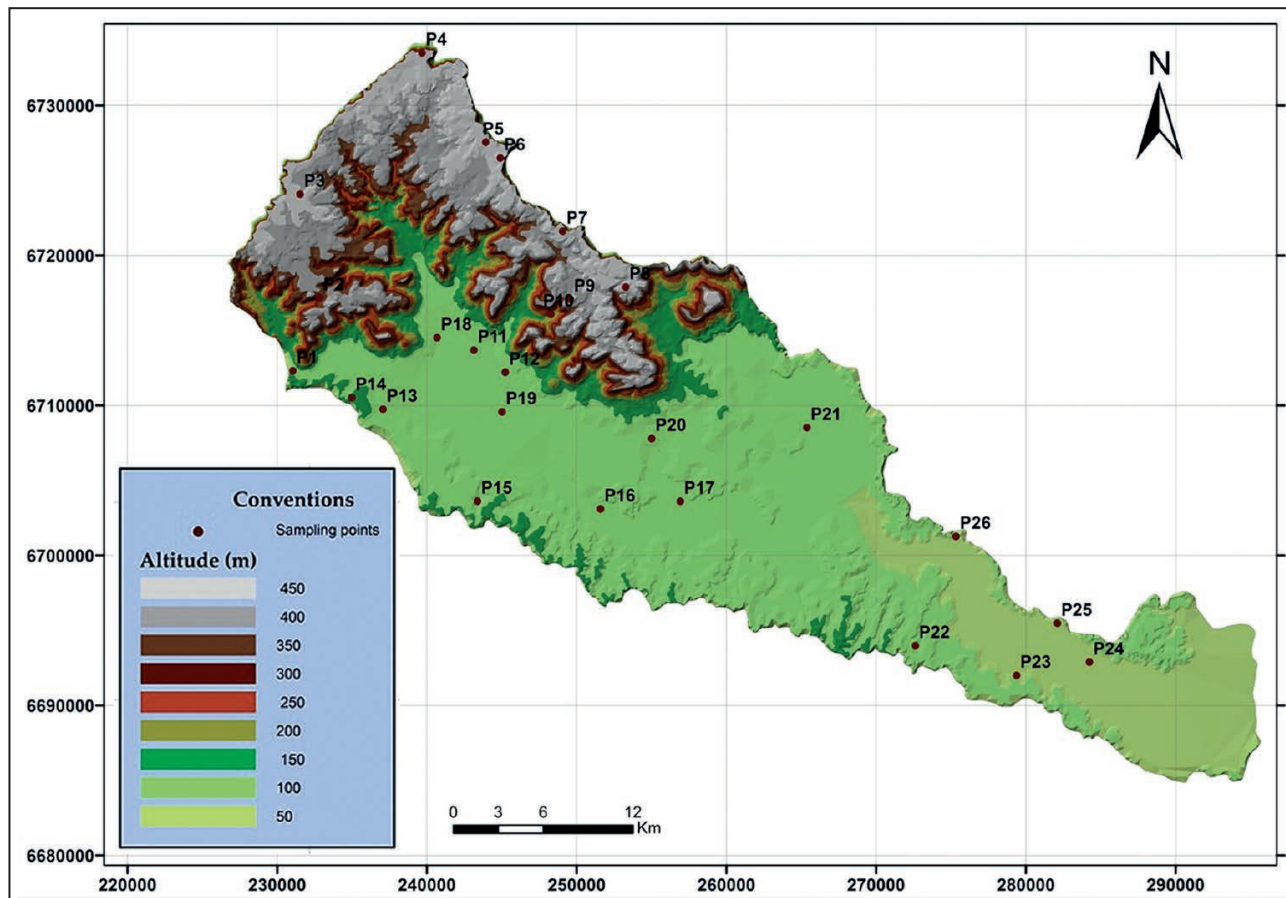 P4
N
6730000
P5
P6
P3
P7
6720000
P8
P9
P2
P10
P18
P11
P1
P12
P14
P13
6710000
P19
P21
P20
Conventions
Sampling points
P15
P16
P17
P26
Altitude (m)
6700000
450
400
P25
350
P22
P24
P23
300
6690000
250
200
150
0 3 6 12
100
Km
50
6680000
220000 230000 240000 250000 260000 270000 280000 290000